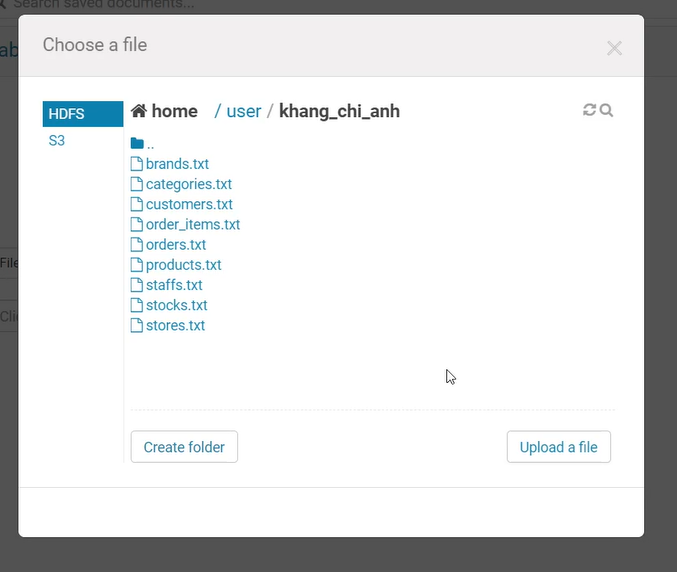 Search saved documents...
Choose a file
HDFS
S3
home / user / khang_chi_anh
..
brands.txt
categories.txt
customers.txt
order_items.txt
orders.txt
products.txt
staffs.txt
stocks.txt
stores.txt
File
Create folder
Upload a file